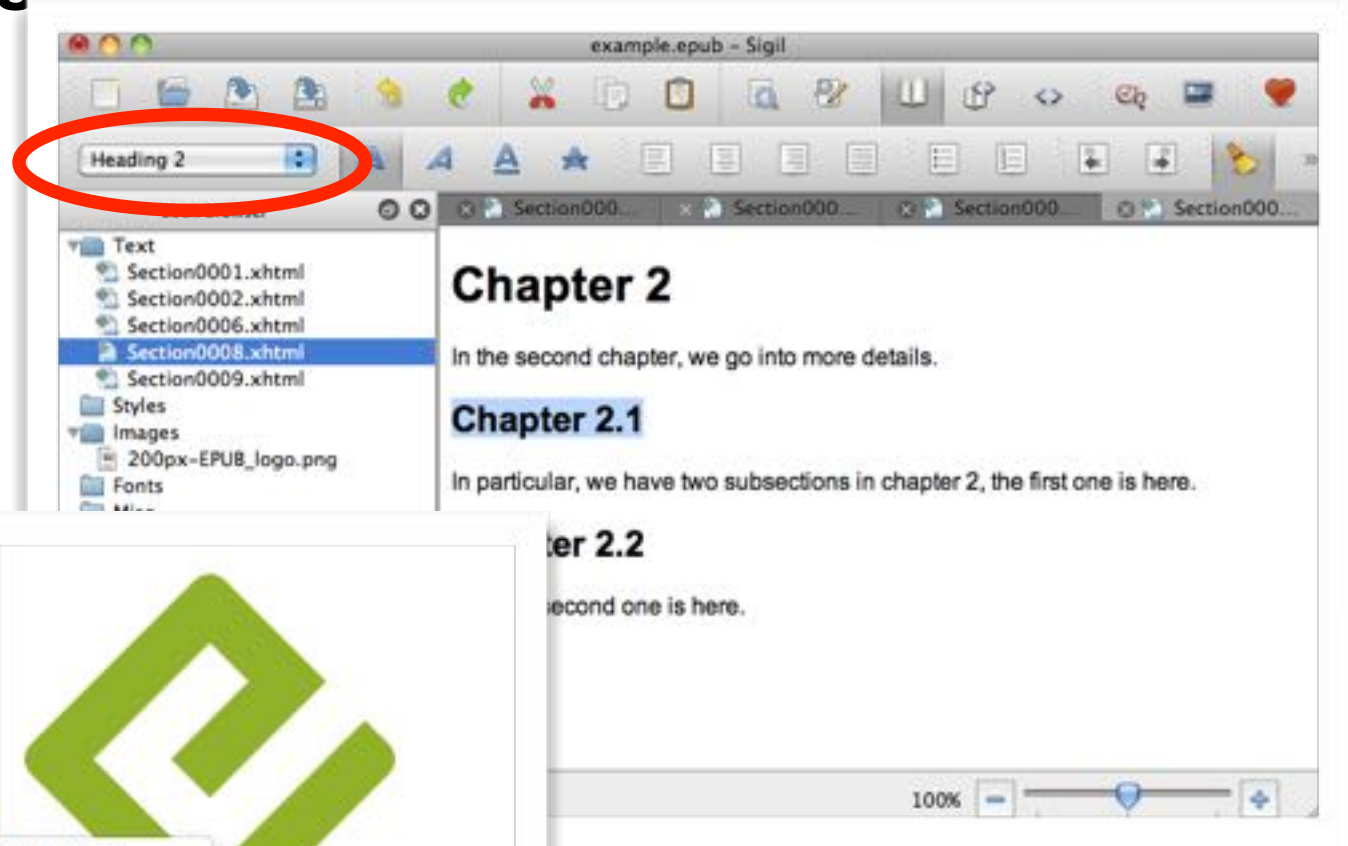 example.epub – Sigil
Heading 2
Section000... Section000... Section000... Section000...
Text
Section0001.xhtml
Section0002.xhtml
Section0006.xhtml
Section0008.xhtml
Section0009.xhtml
Styles
Images
200px-EPUB_logo.png
Fonts
Chapter 2
In the second chapter, we go into more details.
Chapter 2.1
In particular, we have two subsections in chapter 2, the first one is here.
ter 2.2
second one is here.
100%